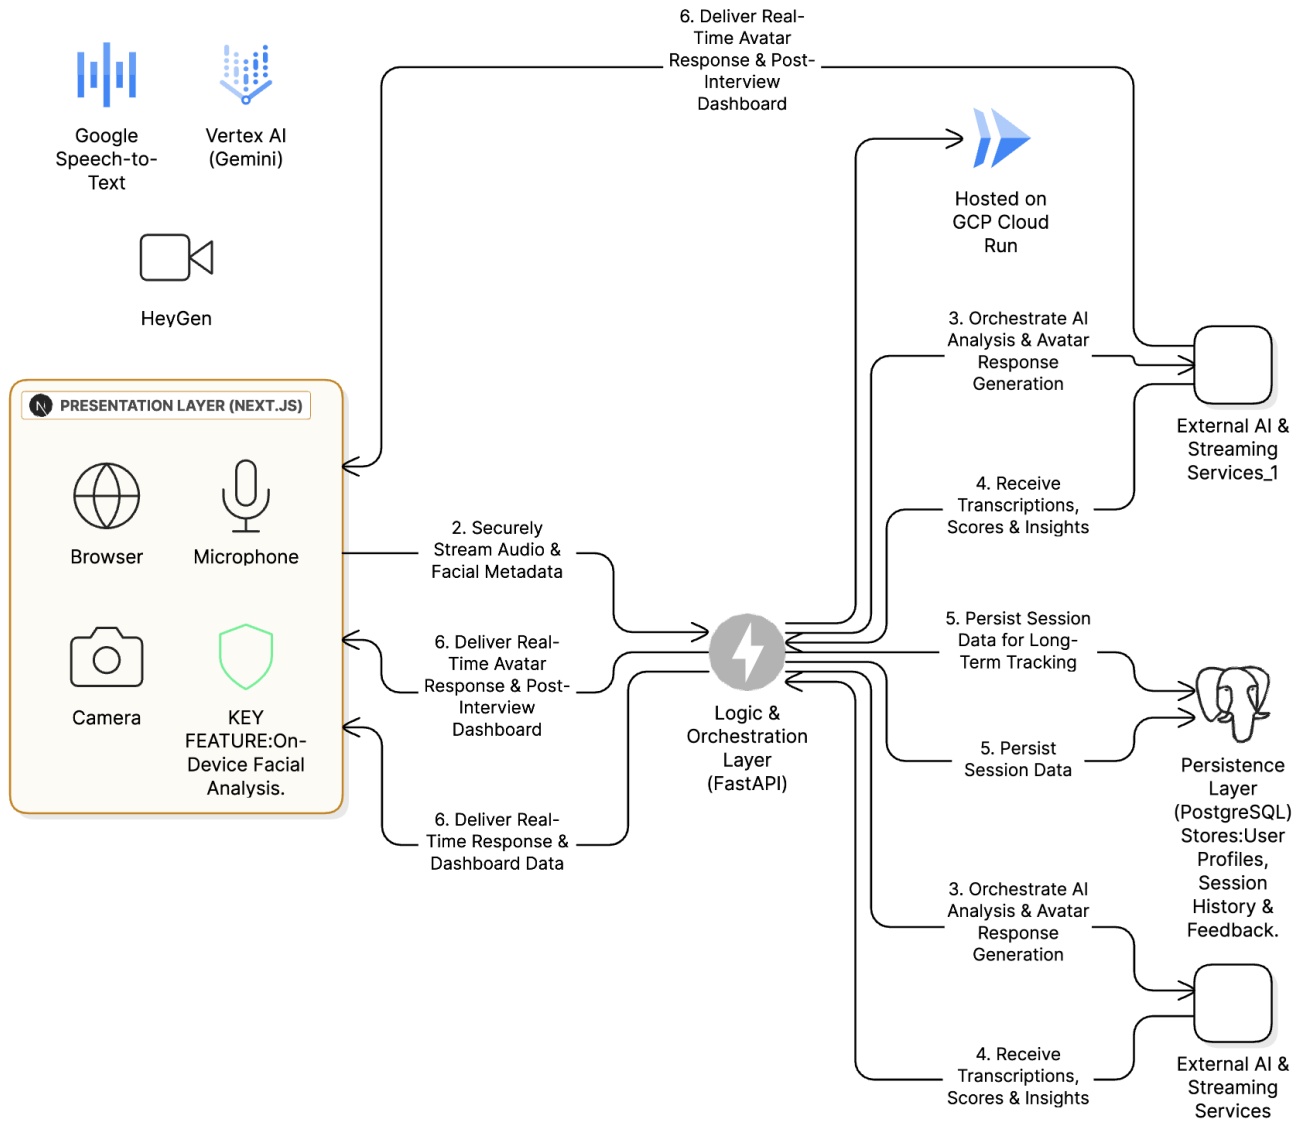 6. Deliver Real-
Time Avatar
Response & Post-
Interview
Dashboard
Google
Speech-to-
Text
Vertex AI
(Gemini)
HeyGen
Hosted on
GCP Cloud
Run
3. Orchestrate AI
Analysis & Avatar
Response
Generation
External AI &
Streaming
Services_1
4. Receive
Transcriptions,
Scores & Insights
N
PRESENTATION LAYER (NEXT.JS)
Browser
Microphone
Camera
KEY
FEATURE:On-
Device Facial
Analysis.
2. Securely
Stream Audio &
Facial Metadata
6. Deliver Real-
Time Avatar
Response & Post-
Interview
Dashboard
6. Deliver Real-
Time Response &
Dashboard Data
Logic &
Orchestration
Layer
(FastAPI)
5. Persist Session
Data for Long-
Term Tracking
5. Persist
Session Data
Persistence
Layer
(PostgreSQL)
Stores:User
Profiles,
Session
History &
Feedback.
3. Orchestrate AI
Analysis & Avatar
Response
Generation
4. Receive
Transcriptions,
Scores & Insights
External AI &
Streaming
Services